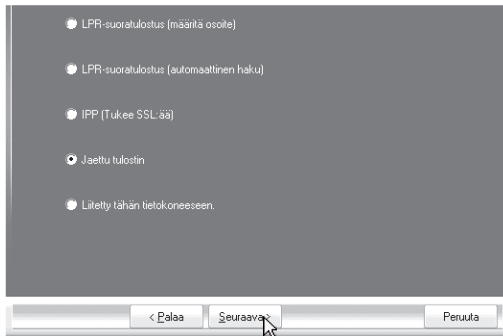 LPR-suoratulostus (määritä osoite)
LPR-suoratulostus (automaattinen haku)
IPP (Tukee SSL:ää)
Jaettu tulostin
Liitetty tähän tietokoneeseen.
< Palaa Seuraava > Peruuta